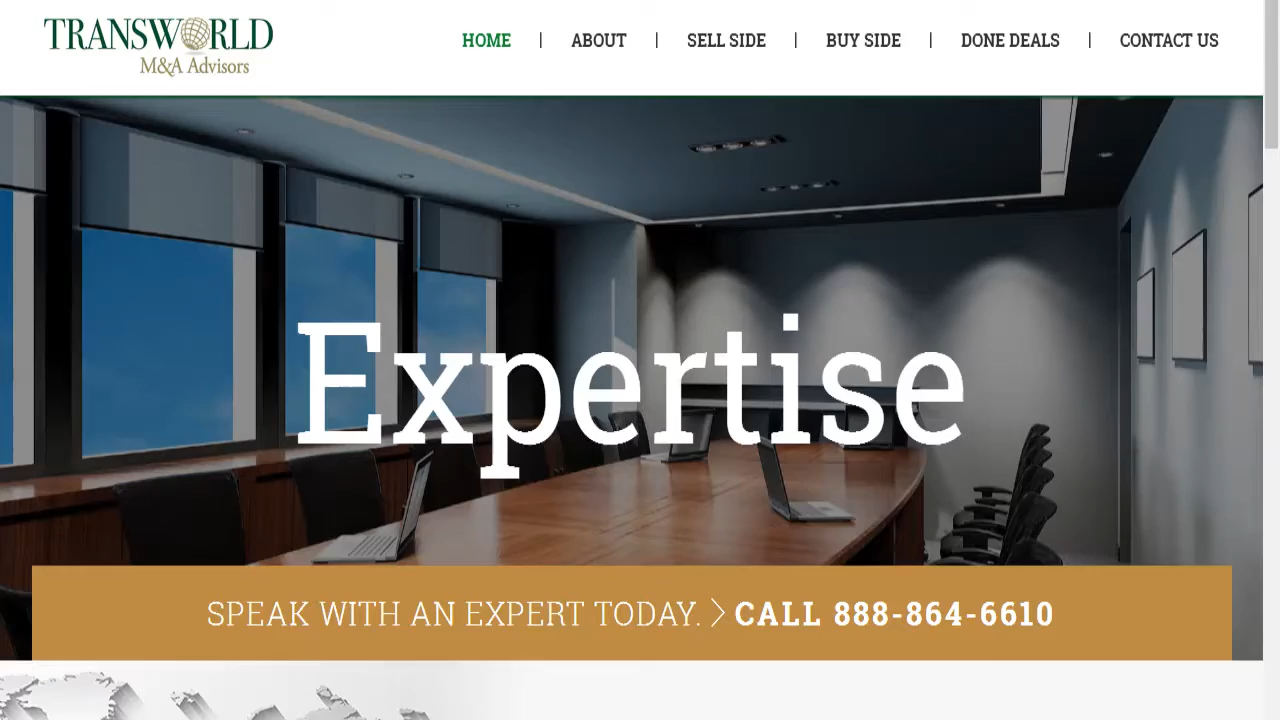 TRANSWORLD
M&A Advisors
HOME | ABOUT | SELL SIDE | BUY SIDE | DONE DEALS | CONTACT US
Expertise
SPEAK WITH AN EXPERT TODAY. > CALL 888-864-6610